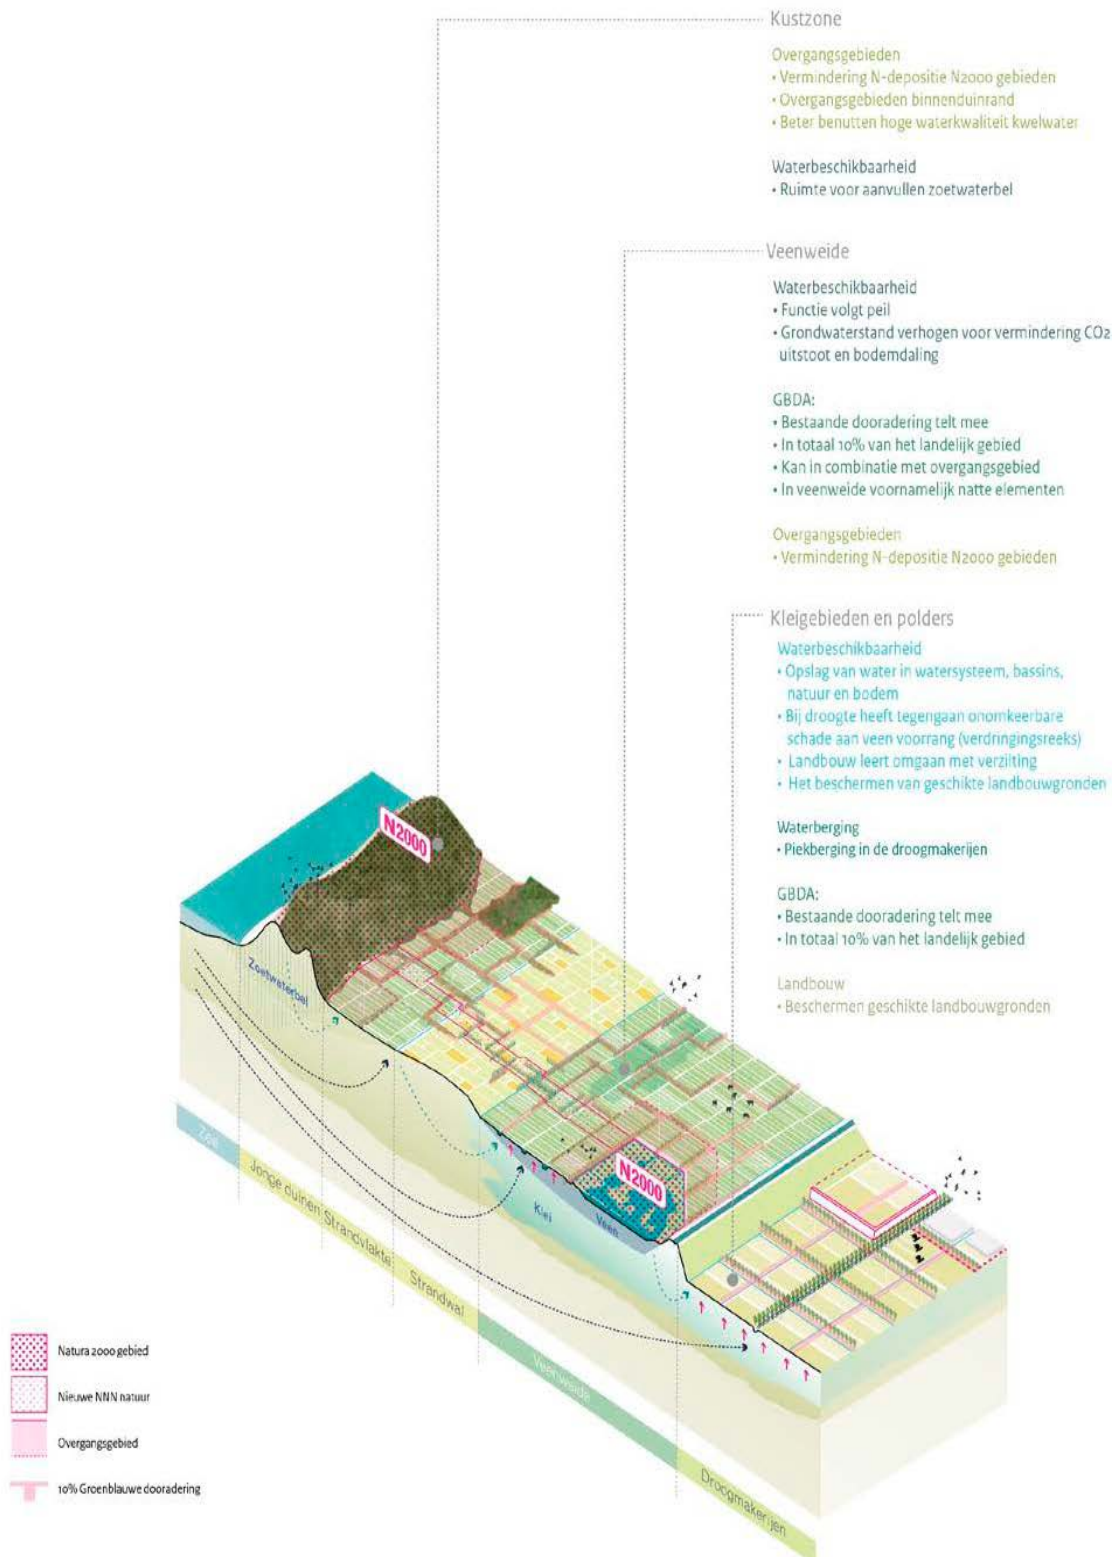 Kustzone
Overgangsgebieden
• Vermindering N-depositie N2000 gebieden
• Overgangsgebieden binnenduinrand
• Beter benutten hoge waterkwaliteit kwelwater
Waterbeschikbaarheid
• Ruimte voor aanvullen zoetwaterbel
Veenweide
Waterbeschikbaarheid
• Functie volgt peil
• Grondwaterstand verhogen voor vermindering CO2
uitstoot en bodemdaling
GBDA:
• Bestaande dooradering telt mee
• In totaal 10% van het landelijk gebied
• Kan in combinatie met overgangsgebied
• In veenweide voornamelijk natte elementen
Overgangsgebieden
• Vermindering N-depositie N2000 gebieden
Kleigebieden en polders
Waterbeschikbaarheid
• Opslag van water in watersysteem, bassins,
natuur en bodem
• Bij droogte heeft tegengaan onomkeerbare
schade aan veen voorrang (verdringingsreeks)
• Landbouw leert omgaan met verzilting
• Het beschermen van geschikte landbouwgronden
Waterberging
• Piekberging in de droogmakerijen
GBDA:
• Bestaande dooradering telt mee
• In totaal 10% van het landelijk gebied
Landbouw
• Beschermen geschikte landbouwgronden
N2000
Zoetwaterbel
N2000
Klei
Veen
Zee
Jonge duinen
Strandvlakte
Strandwal
Veenweide
Droogmakerijen
Natura 2000 gebied
Nieuwe NNN natuur
Overgangsgebied
10% Groenblauwe dooradering